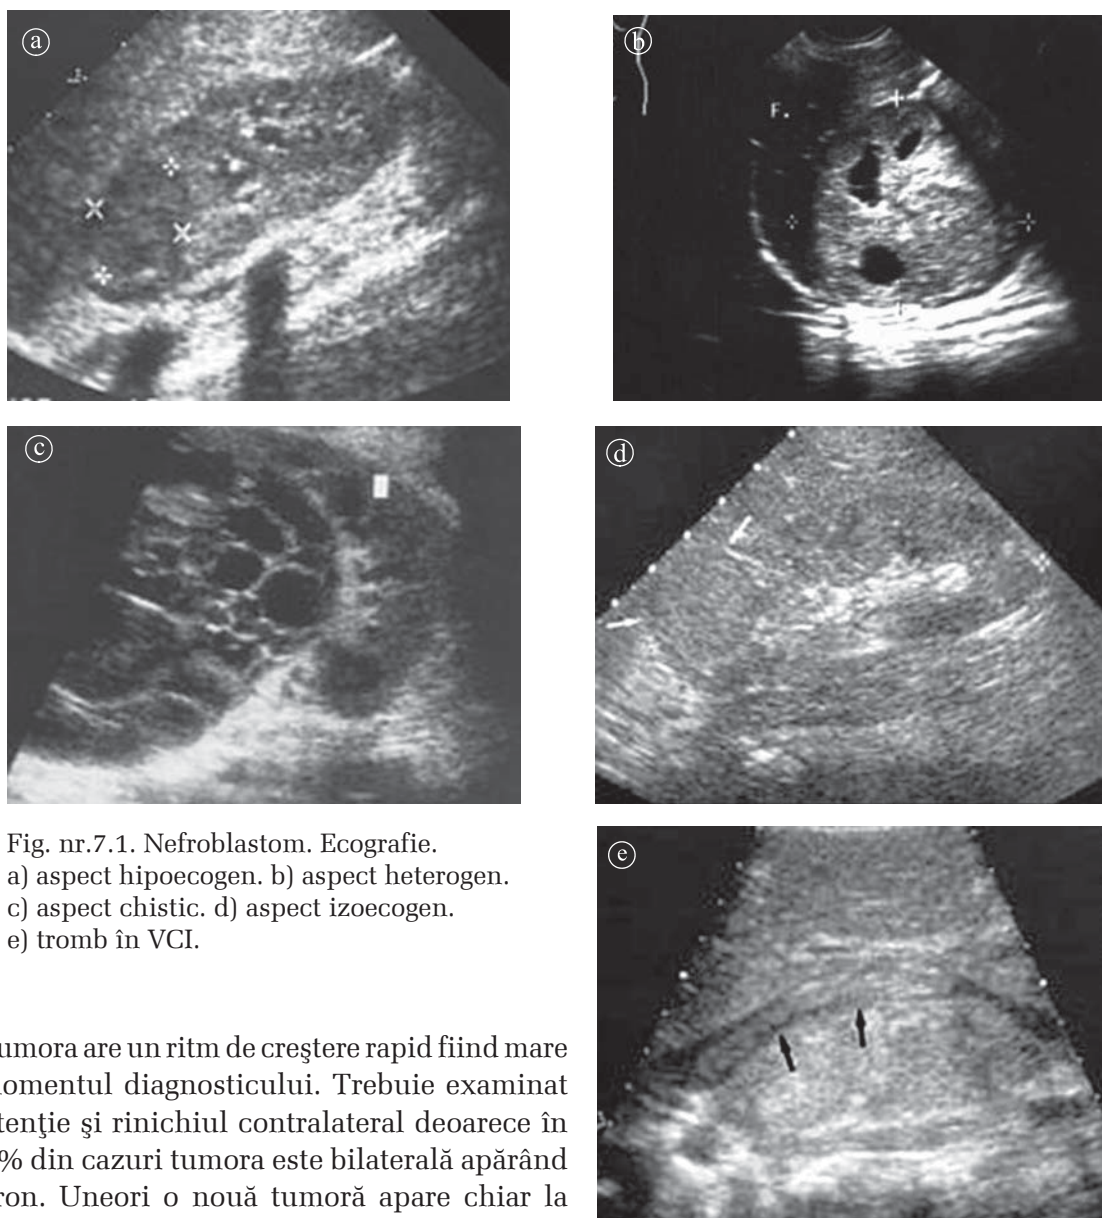 a
b
F.
c
d
Fig. nr.7.1. Nefroblastom. Ecografie.
a) aspect hipoecogen. b) aspect heterogen.
c) aspect chistic. d) aspect izoecogen.
e) tromb în VCI.
e
umora are un ritm de creştere rapid fiind mare
omentul diagnosticului. Trebuie examinat
tenţie şi rinichiul contralateral deoarece în
% din cazuri tumora este bilaterală apărând
ron. Uneori o nouă tumoră apare chiar la